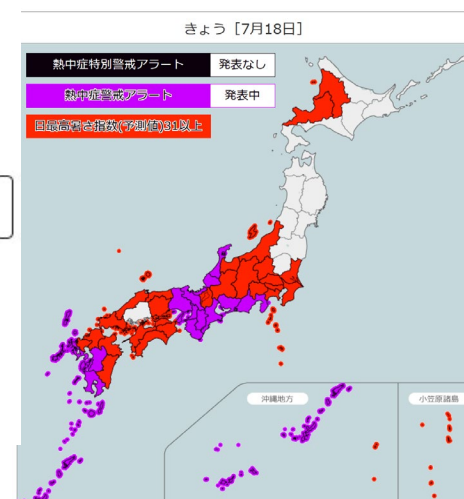 きょう［7月18日］
熱中症特別警戒アラート 発表なし
熱中症警戒アラート 発表中
日最高暑さ指数(予測値)31以上
沖縄地方
小笠原諸島